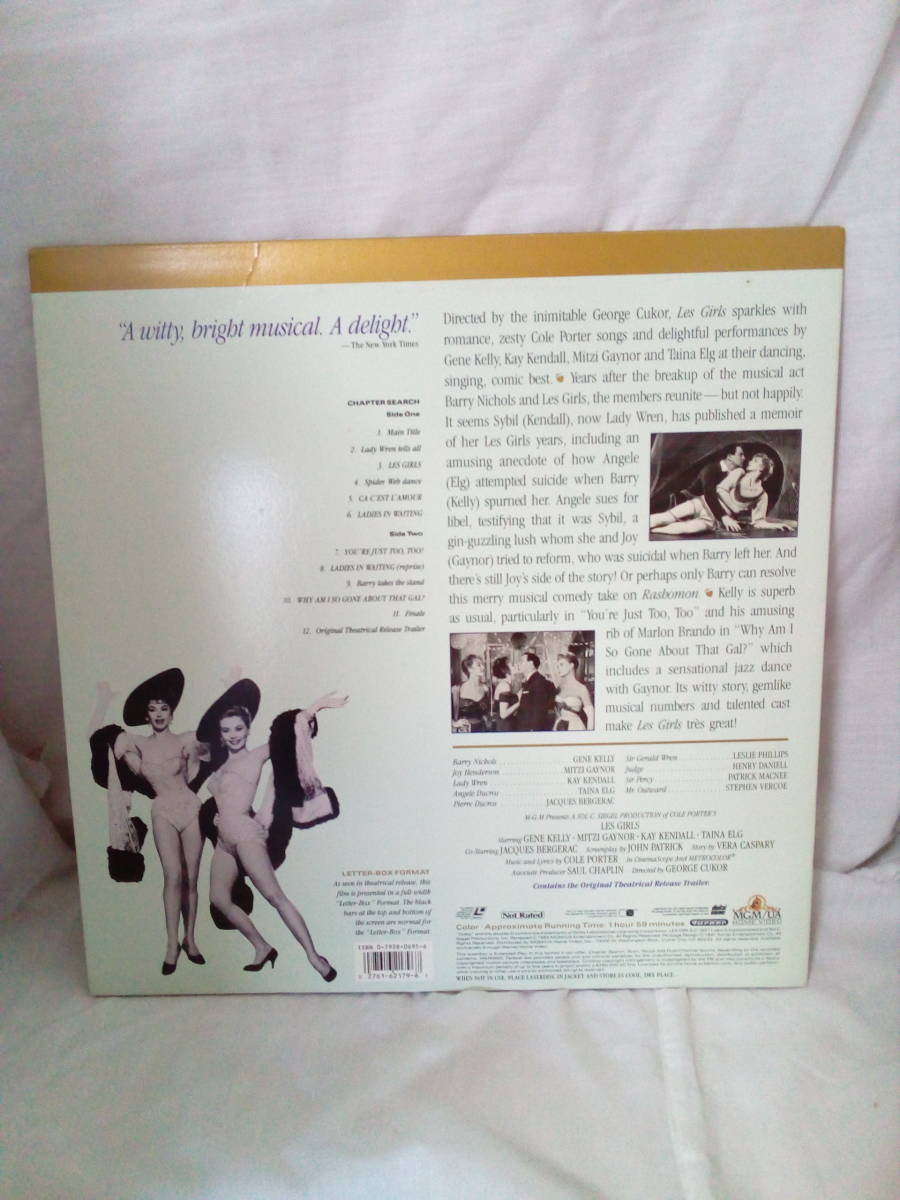 “A witty, bright musical. A delight.”
—The New York Times
CHAPTER SEARCH
Side One
1. Main Title
2. Lady Wren tells all
3. LES GIRLS
4. Spider Web dance
5. CA C'EST L'AMOUR
6. LADIES IN WAITING
Side Two
7. YOU'RE JUST TOO, TOO!
8. LADIES IN WAITING (reprise)
9. Barry takes the stand
10. WHY AM I SO GONE ABOUT THAT GAL?
11. Finale
12. Original Theatrical Release Trailer
LETTER-BOX FORMAT
As seen in theatrical release, this
film is presented in a full-width
"Letter-Box" Format. The black
bars at the top and bottom of
the screen are normal for
the "Letter-Box" Format
ISBN 0-7928-0695-6
0 27616-2179-6 1
Directed by the inimitable George Cukor, Les Girls sparkles with
romance, zesty Cole Porter songs and delightful performances by
Gene Kelly, Kay Kendall, Mitzi Gaynor and Taina Elg at their dancing,
singing, comic best. Years after the breakup of the musical act
Barry Nichols and Les Girls, the members reunite—but not happily.
It seems Sybil (Kendall), now Lady Wren, has published a memoir
of her Les Girls years, including an
amusing anecdote of how Angele
(Elg) attempted suicide when Barry
(Kelly) spurned her. Angele sues for
libel, testifying that it was Sybil, a
gin-guzzling lush whom she and Joy
(Gaynor) tried to reform, who was suicidal when Barry left her. And
there's still Joy's side of the story! Or perhaps only Barry can resolve
this merry musical comedy take on Rashomon. Kelly is superb
as usual, particularly in “You're Just Too, Too” and his amusing
rib of Marlon Brando in “Why Am I
So Gone About That Gal?” which
includes a sensational jazz dance
with Gaynor. Its witty story, gemlike
musical numbers and talented cast
make Les Girls très great!
Barry Nichols GENE KELLY
Joy Henderson MITZI GAYNOR
Lady Wren KAY KENDALL
Angele Ducros TAINA ELG
Pierre Ducros JACQUES BERGERAC
Sir Gerald Wren LESLIE PHILLIPS
Judge HENRY DANIELL
Sir Percy PATRICK MACNEE
Mr. Outward STEPHEN VERCOE
M-G-M Presents A SOL C. SIEGEL PRODUCTION of COLE PORTER'S
LES GIRLS
Starring GENE KELLY · MITZI GAYNOR · KAY KENDALL · TAINA ELG
Co-Starring JACQUES BERGERAC Screenplay by JOHN PATRICK Story by VERA CASPARY
Music and Lyrics by COLE PORTER In CinemaScope And METROCOLOR®
Associate Producer SAUL CHAPLIN Directed by GEORGE CUKOR
Contains the Original Theatrical Release Trailer.
Not Rated
MGM/UA
HOME VIDEO
Color Approximate Running Time: 1 hour 59 minutes
WHEN NOT IN USE, PLACE LASERDISC IN JACKET AND STORE IN COOL, DRY PLACE.